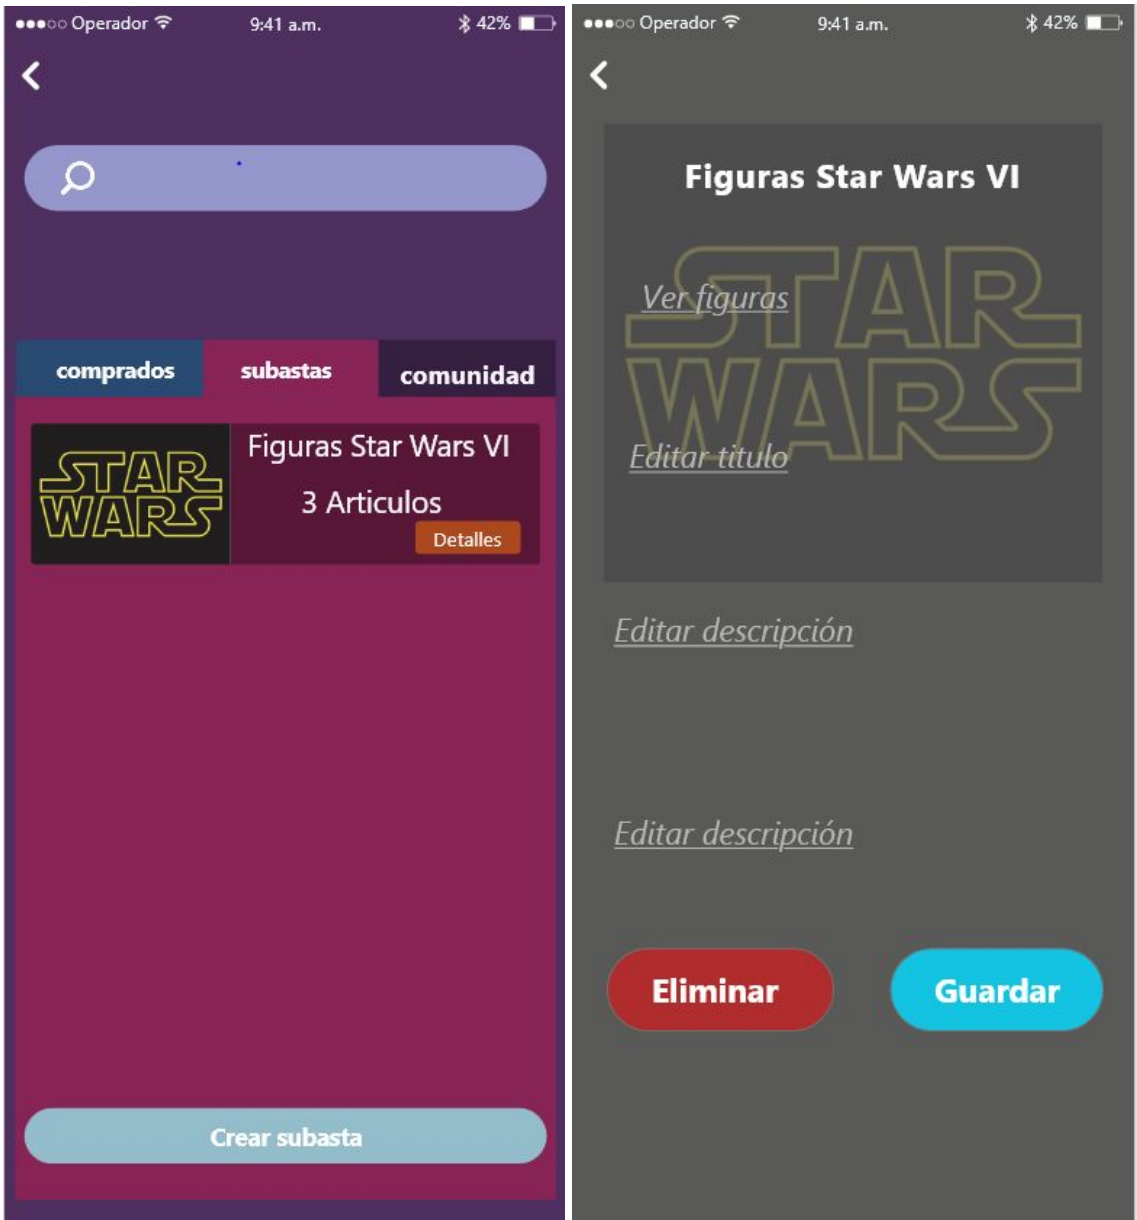 Operador 9:41 a.m. 42%
comprados subastas comunidad
STAR
WARS
Figuras Star Wars VI
3 Articulos
Detalles
Crear subasta
Operador 9:41 a.m. 42%
Figuras Star Wars VI
STAR
WARS
Ver figuras
Editar titulo
Editar descripción
Editar descripción
Eliminar Guardar